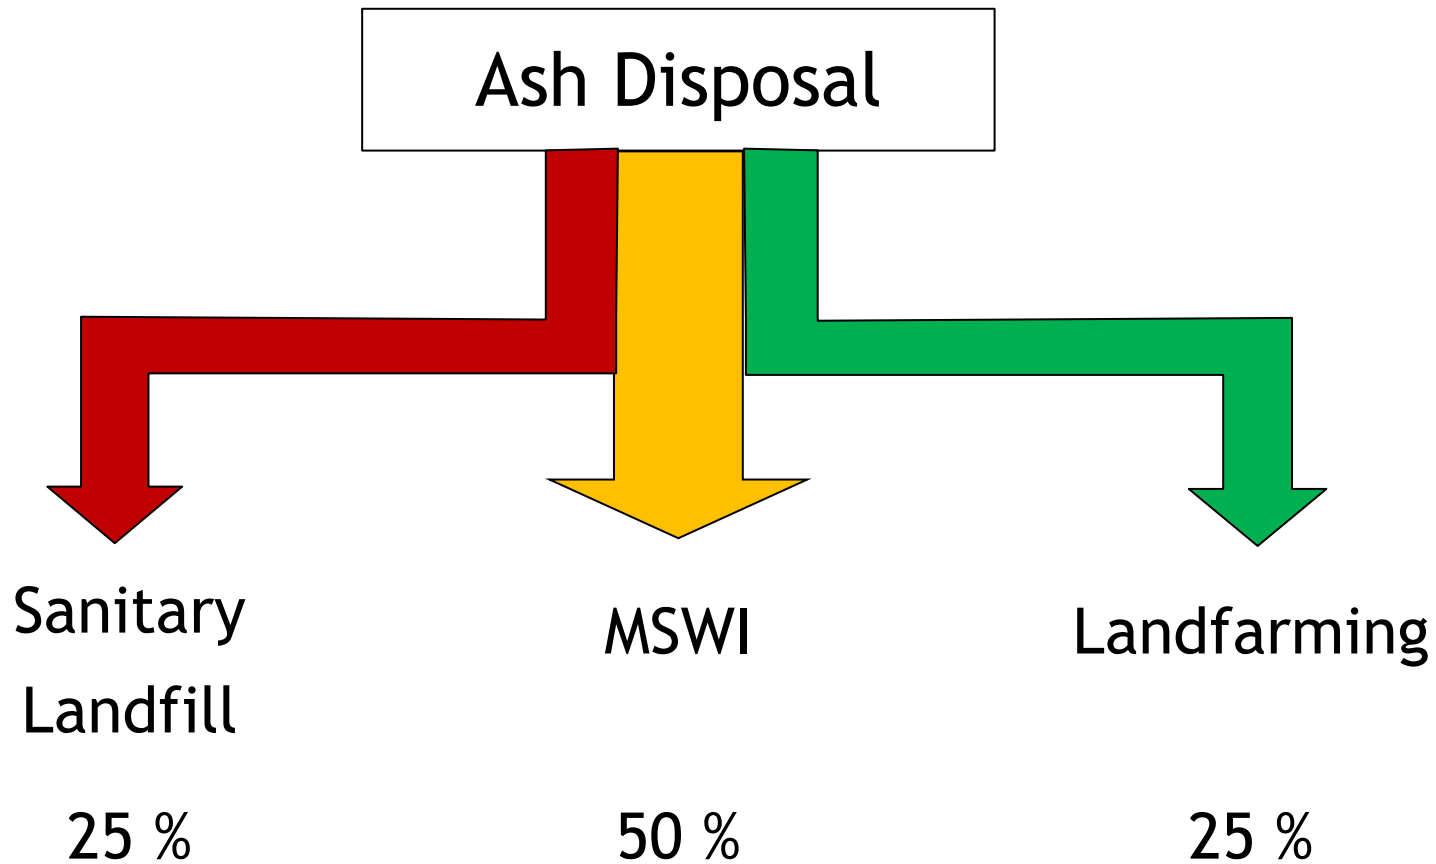 Ash Disposal
Sanitary
Landfill
MSWI
Landfarming
25 %
50 %
25 %